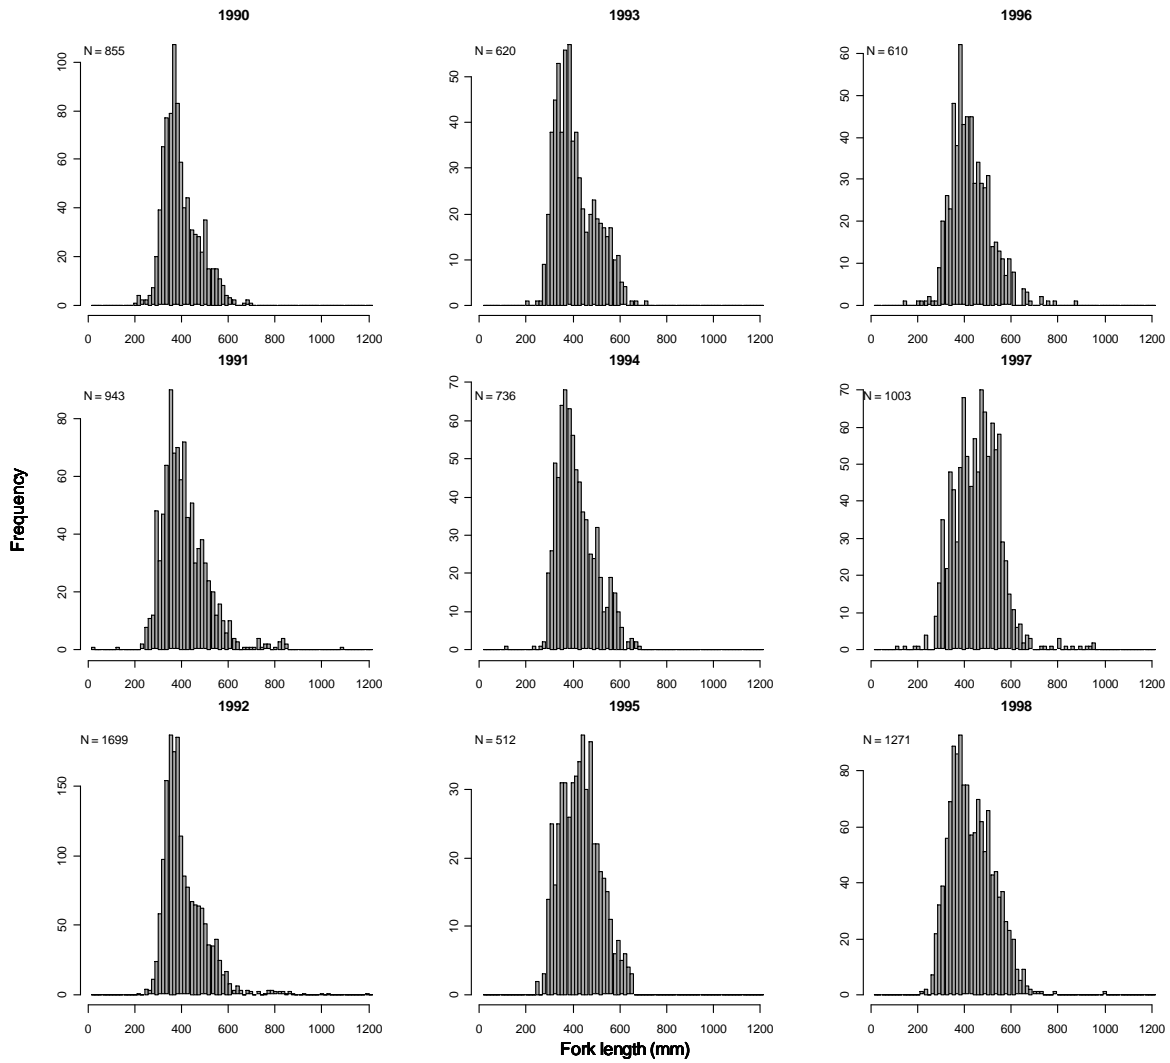 1990
1993
1996
N = 855
N = 620
N = 610
0 20 40 60 80 100
0 10 20 30 40 50
0 10 20 30 40 50 60
0 200 400 600 800 1000 1200
0 200 400 600 800 1000 1200
0 200 400 600 800 1000 1200
1991
1994
1997
N = 943
N = 736
N = 1003
Frequency
0 20 40 60 80
0 10 20 30 40 50 60 70
0 10 20 30 40 50 60 70
0 200 400 600 800 1000 1200
0 200 400 600 800 1000 1200
0 200 400 600 800 1000 1200
1992
1995
1998
N = 1699
N = 512
N = 1271
0 50 100 150
0 10 20 30
0 20 40 60 80
0 200 400 600 800 1000 1200
0 200 400 600 800 1000 1200
0 200 400 600 800 1000 1200
Fork length (mm)